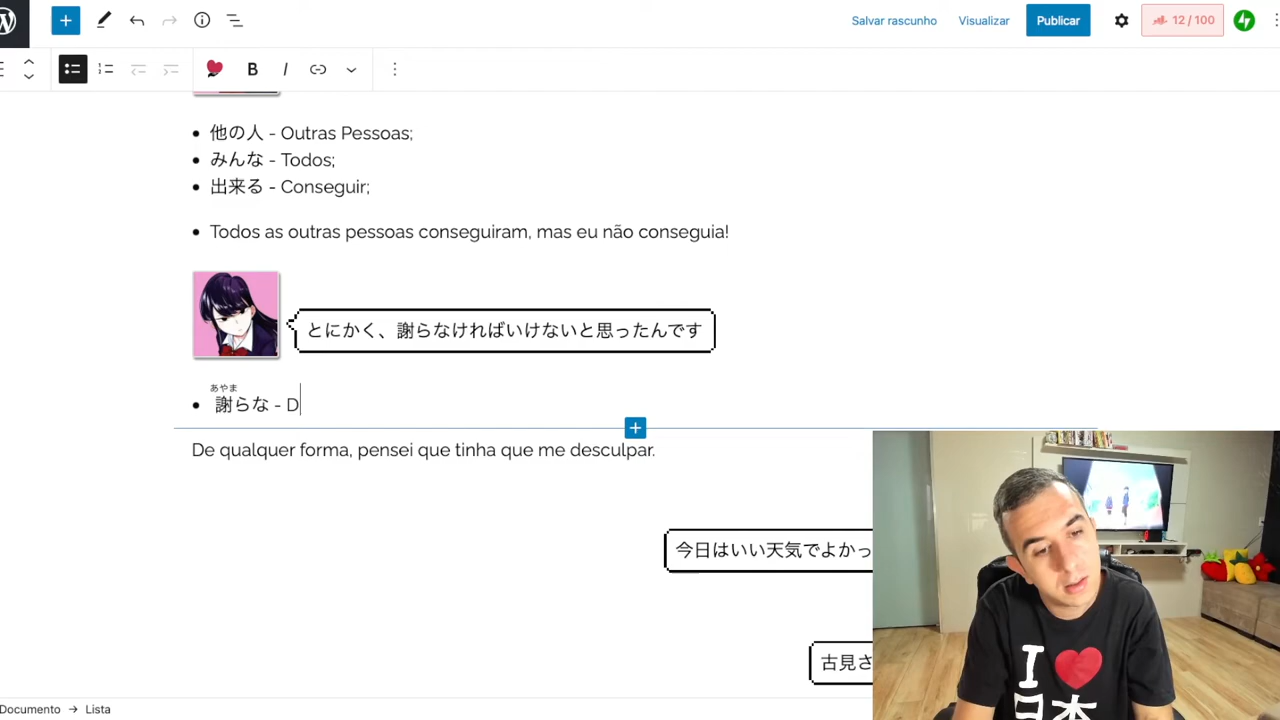 Salvar rascunho Visualizar Publicar 12 / 100
B I
他の人 - Outras Pessoas;
みんな - Todos;
出来る - Conseguir;
Todos as outras pessoas conseguiram, mas eu não conseguia!
とにかく、謝らなければいけないと思ったんです
あやま
謝らな - D
De qualquer forma, pensei que tinha que me desculpar.
今日はいい天気でよかっ
古見さ
I
日本
Documento → Lista